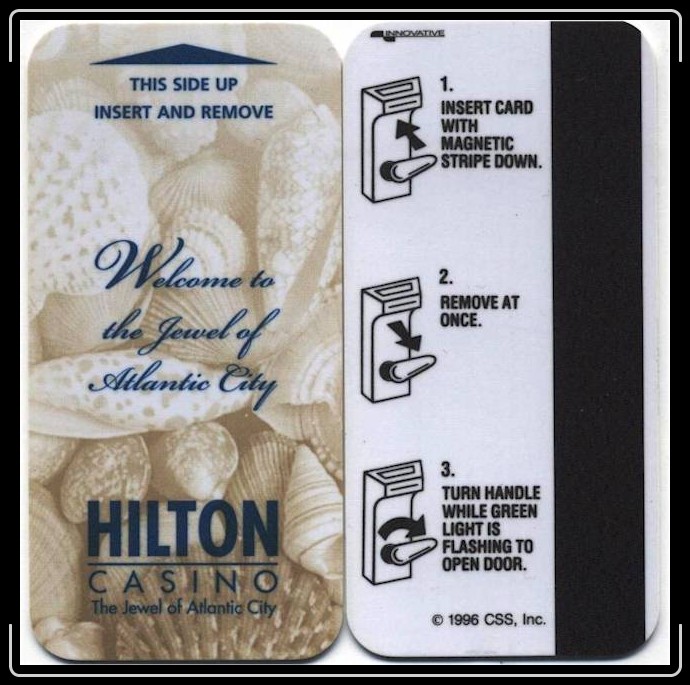 THIS SIDE UP
INSERT AND REMOVE
Welcome to
the Jewel of
Atlantic City
HILTON
CASINO
The Jewel of Atlantic City
INNOVATIVE
1.
INSERT CARD
WITH
MAGNETIC
STRIPE DOWN.
2.
REMOVE AT
ONCE.
3.
TURN HANDLE
WHILE GREEN
LIGHT IS
FLASHING TO
OPEN DOOR.
© 1996 CSS, Inc.